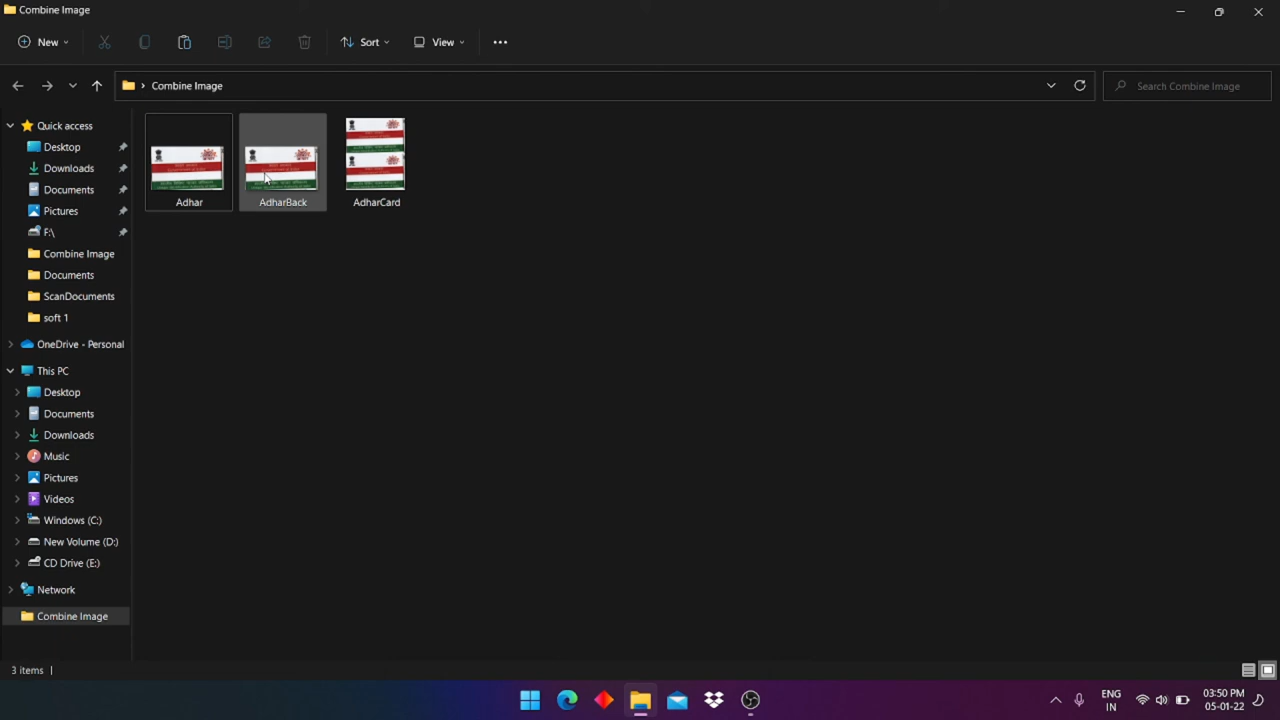 Combine Image
New
Sort
View
Combine Image
Search Combine Image
Quick access
Desktop
Downloads
Documents
Pictures
F:\
Combine Image
Documents
ScanDocuments
soft 1
OneDrive - Personal
This PC
Desktop
Documents
Downloads
Music
Pictures
Videos
Windows (C:)
New Volume (D:)
CD Drive (E:)
Network
Combine Image
Adhar
AdharBack
AdharCard
3 items
ENG
IN
03:50 PM
05-01-22